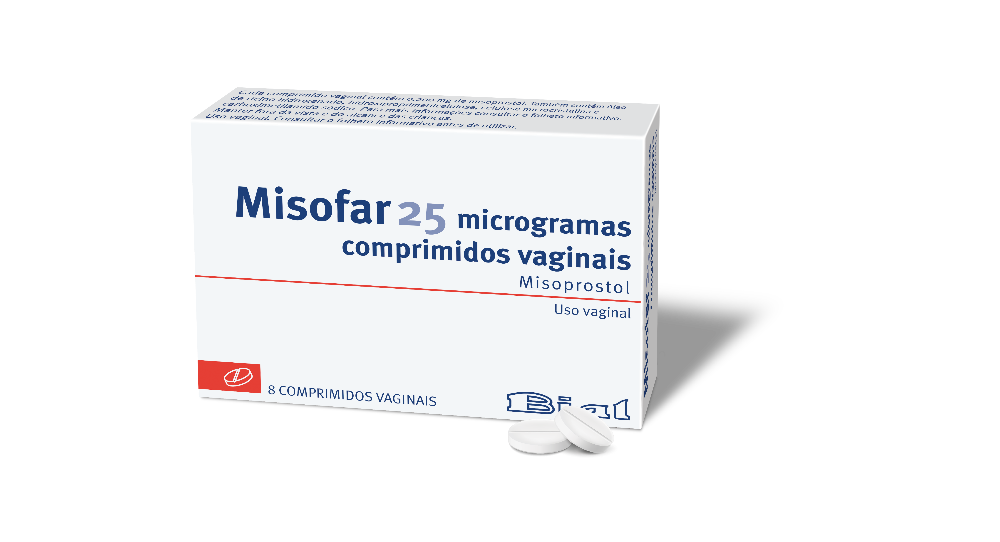 Cada comprimido vaginal contém 0,200 mg de misoprostol. Também contém óleo
de rícino hidrogenado, hidroxipropilmetilcelulose, celulose microcristalina e
carboximetilamido sódico. Para mais informações consultar o folheto informativo.
Manter fora da vista e do alcance das crianças.
Uso vaginal. Consultar o folheto informativo antes de utilizar.
Misofar 25 microgramas
comprimidos vaginais
Misoprostol
Uso vaginal
8 COMPRIMIDOS VAGINAIS
Bial
Misofar 25 microgramas
comprimidos vaginais
Misoprostol